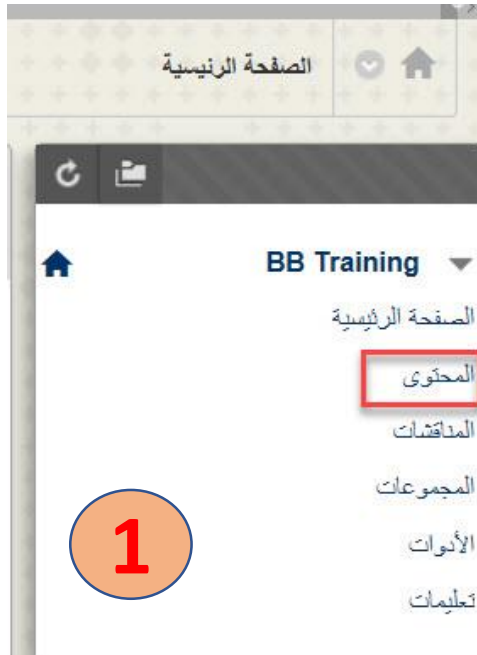 الصفحة الرئيسية
BB Training
الصفحة الرئيسية
المحتوى
المناقشات
المجموعات
الأدوات
تعليمات
1